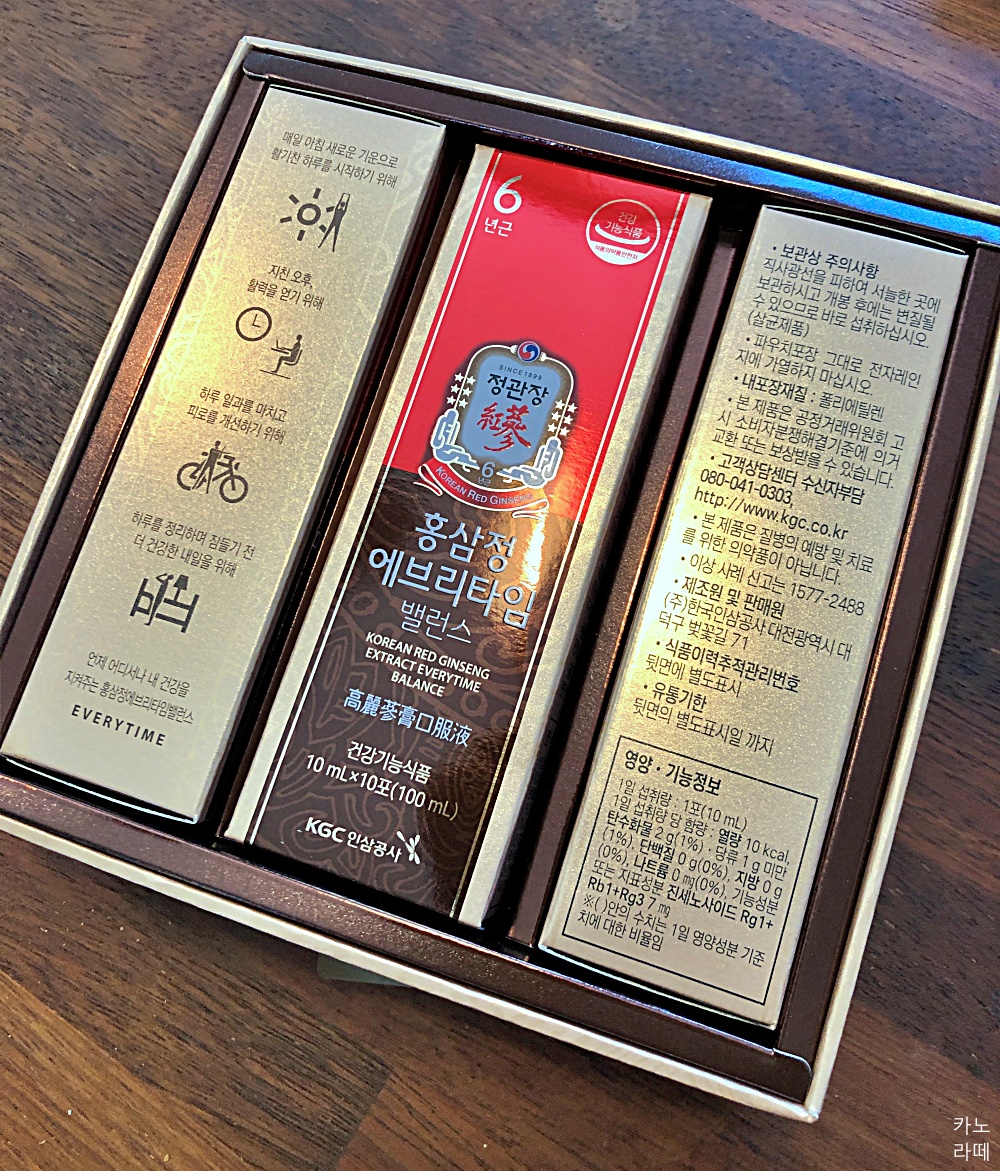 매일 아침 새로운 기운으로
활기찬 하루를 시작하기 위해
지친 오후,
활력을 얻기 위해
하루 일과를 마치고
피로를 개선하기 위해
하루를 정리하며 잠들기 전
더 건강한 내일을 위해
언제 어디서나 내 건강을
지켜주는 홍삼정에브리타임밸런스
EVERYTIME
6
년근
건강
기능식품
식품의약품안전처
SINCE 1899
정관장
紅蔘
6
년근
KOREAN RED GINSENG
홍삼정
에브리타임
밸런스
KOREAN RED GINSENG
EXTRACT EVERYTIME
BALANCE
高麗蔘膏口服液
건강기능식품
10 mL×10포(100 mL)
KGC 인삼공사
• 보관상 주의사항
직사광선을 피하여 서늘한 곳에
보관하시고 개봉 후에는 변질될
수 있으므로 바로 섭취하십시오.
(살균제품)
• 파우치포장 그대로 전자레인
지에 가열하지 마십시오.
• 내포장재질 : 폴리에틸렌
• 본 제품은 공정거래위원회 고
시 소비자분쟁해결기준에 의거
교환 또는 보상받을 수 있습니다.
• 고객상담센터 수신자부담
080-041-0303,
http://www.kgc.co.kr
• 본 제품은 질병의 예방 및 치료
를 위한 의약품이 아닙니다.
• 이상 사례 신고는 1577-2488
• 제조원 및 판매원
(주)한국인삼공사 대전광역시 대
덕구 벚꽃길 71
• 식품이력추적관리번호
뒷면에 별도표시
• 유통기한
뒷면의 별도표시일 까지
영양 • 기능정보
1일 섭취량 : 1포(10 mL)
1일 섭취량 당 함량 : 열량 10 kcal,
탄수화물 2 g(1%) · 당류 1 g 미만
(1%), 단백질 0 g(0%), 지방 0 g
(0%), 나트륨 0 mg(0%), 기능성분
또는 지표성분 진세노사이드 Rg1+
Rb1+Rg3 7 mg
※( )안의 수치는 1일 영양성분 기준
치에 대한 비율임
카노
라떼